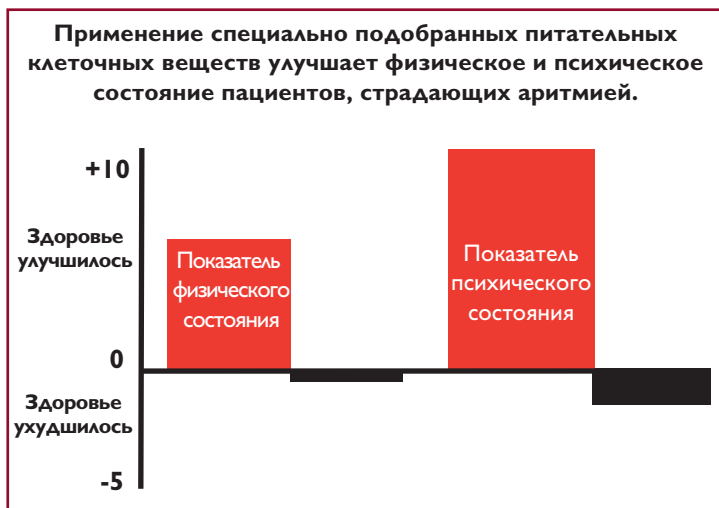 Применение специально подобранных питательных
клеточных веществ улучшает физическое и психическое
состояние пациентов, страдающих аритмией.
+10
Здоровье
улучшилось
Показатель
физического
состояния
Показатель
психического
состояния
0
Здоровье
ухудшилось
-5